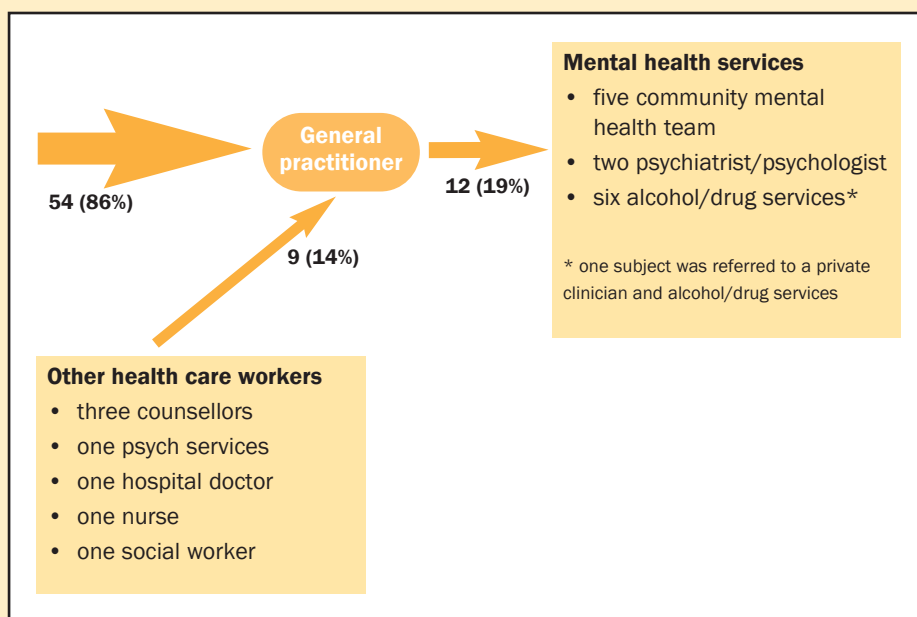 General
practitioner
54 (86%)
9 (14%)
12 (19%)
Mental health services
• five community mental
health team
• two psychiatrist/psychologist
• six alcohol/drug services*
* one subject was referred to a private
clinician and alcohol/drug services
Other health care workers
• three counsellors
• one psych services
• one hospital doctor
• one nurse
• one social worker